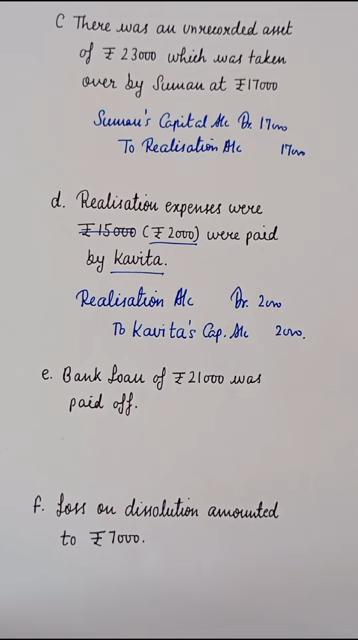 C There was an unrecorded asset
of ₹ 23000 which was taken
over by Suman at ₹17000
Suman's Capital A/c Dr. 17000
To Realisation A/c 17000
d. Realisation expenses were
₹15000 (₹2000) were paid
by Kavita.
Realisation A/c Dr. 2000
To Kavita's Cap. A/c 2000.
e. Bank Loan of ₹21000 was
paid off.
f. Loss on dissolution amounted
to ₹7000.